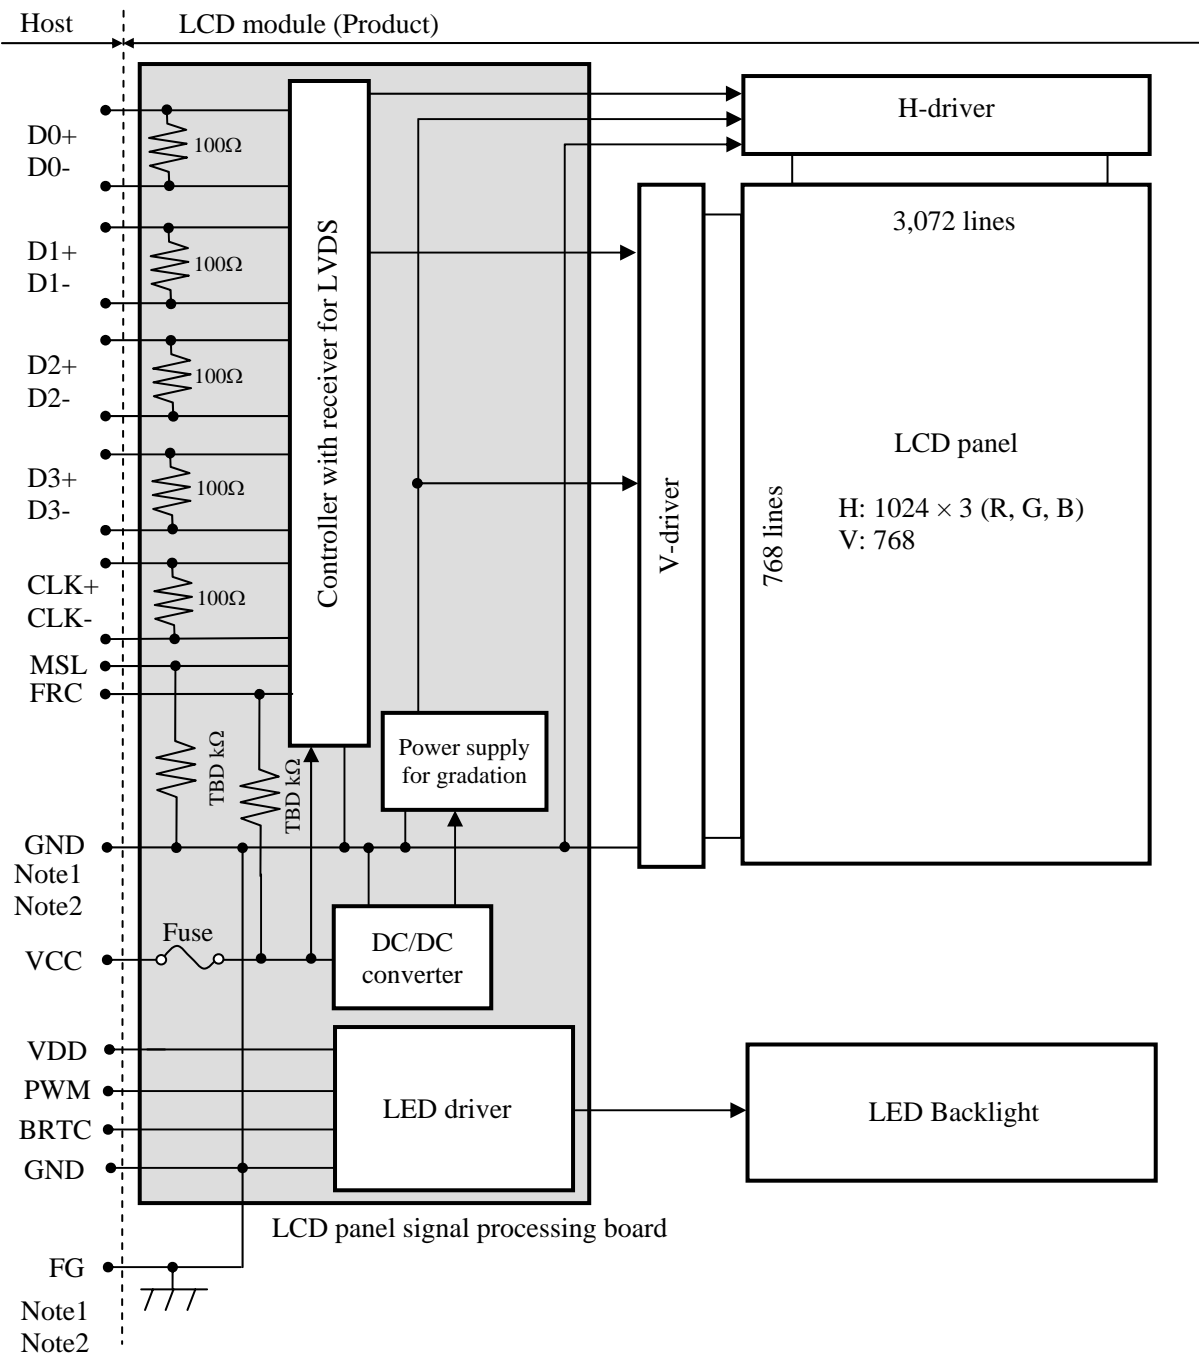 Host
LCD module (Product)
D0+
D0-
100Ω
D1+
D1-
100Ω
D2+
D2-
100Ω
D3+
D3-
100Ω
CLK+
CLK-
100Ω
MSL
FRC
TBD kΩ
TBD kΩ
GND
Note1
Note2
VCC
Fuse
VDD
PWM
BRTC
GND
FG
Note1
Note2
Controller with receiver for LVDS
Power supply
for gradation
DC/DC
converter
LED driver
LCD panel signal processing board
H-driver
V-driver
3,072 lines
768 lines
LCD panel
H: 1024 × 3 (R, G, B)
V: 768
LED Backlight